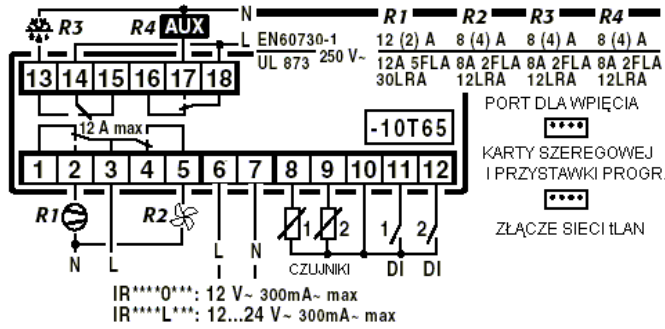 N R1 R2 R3 R4
R3 R4 AUX L EN60730-1 250 V~ 12 (2) A 8 (4) A 8 (4) A 8 (4) A
UL 873 12A 5FLA 8A 2FLA 8A 2FLA 8A 2FLA
30LRA 12LRA 12LRA 12LRA
13 14 15 16 17 18
PORT DLA WPIĘCIA
12 A max
-10T65
KARTY SZEREGOWEJ
I PRZYSTAWKI PROGR.
1 2 3 4 5 6 7 8 9 10 11 12
ZŁĄCZE SIECI tLAN
R1 R2 1 2 1 2
N L L N CZUJNIKI DI DI
IR****0***: 12 V~ 300mA~ max
IR****L***: 12...24 V~ 300mA~ max